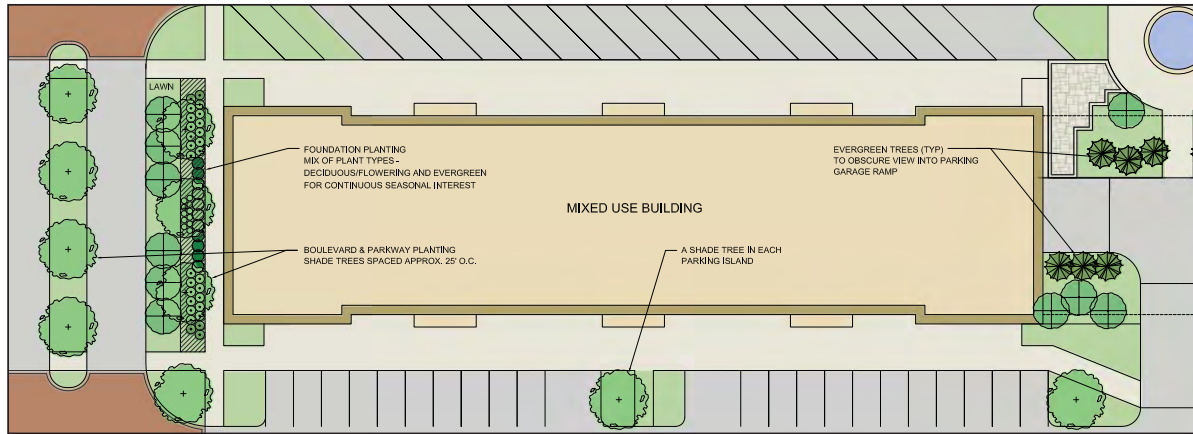 LAWN
FOUNDATION PLANTING
MIX OF PLANT TYPES -
DECIDUOUS/FLOWERING AND EVERGREEN
FOR CONTINUOUS SEASONAL INTEREST
EVERGREEN TREES (TYP)
TO OBSCURE VIEW INTO PARKING
GARAGE RAMP
MIXED USE BUILDING
BOULEVARD & PARKWAY PLANTING
SHADE TREES SPACED APPROX. 25' O.C.
A SHADE TREE IN EACH
PARKING ISLAND